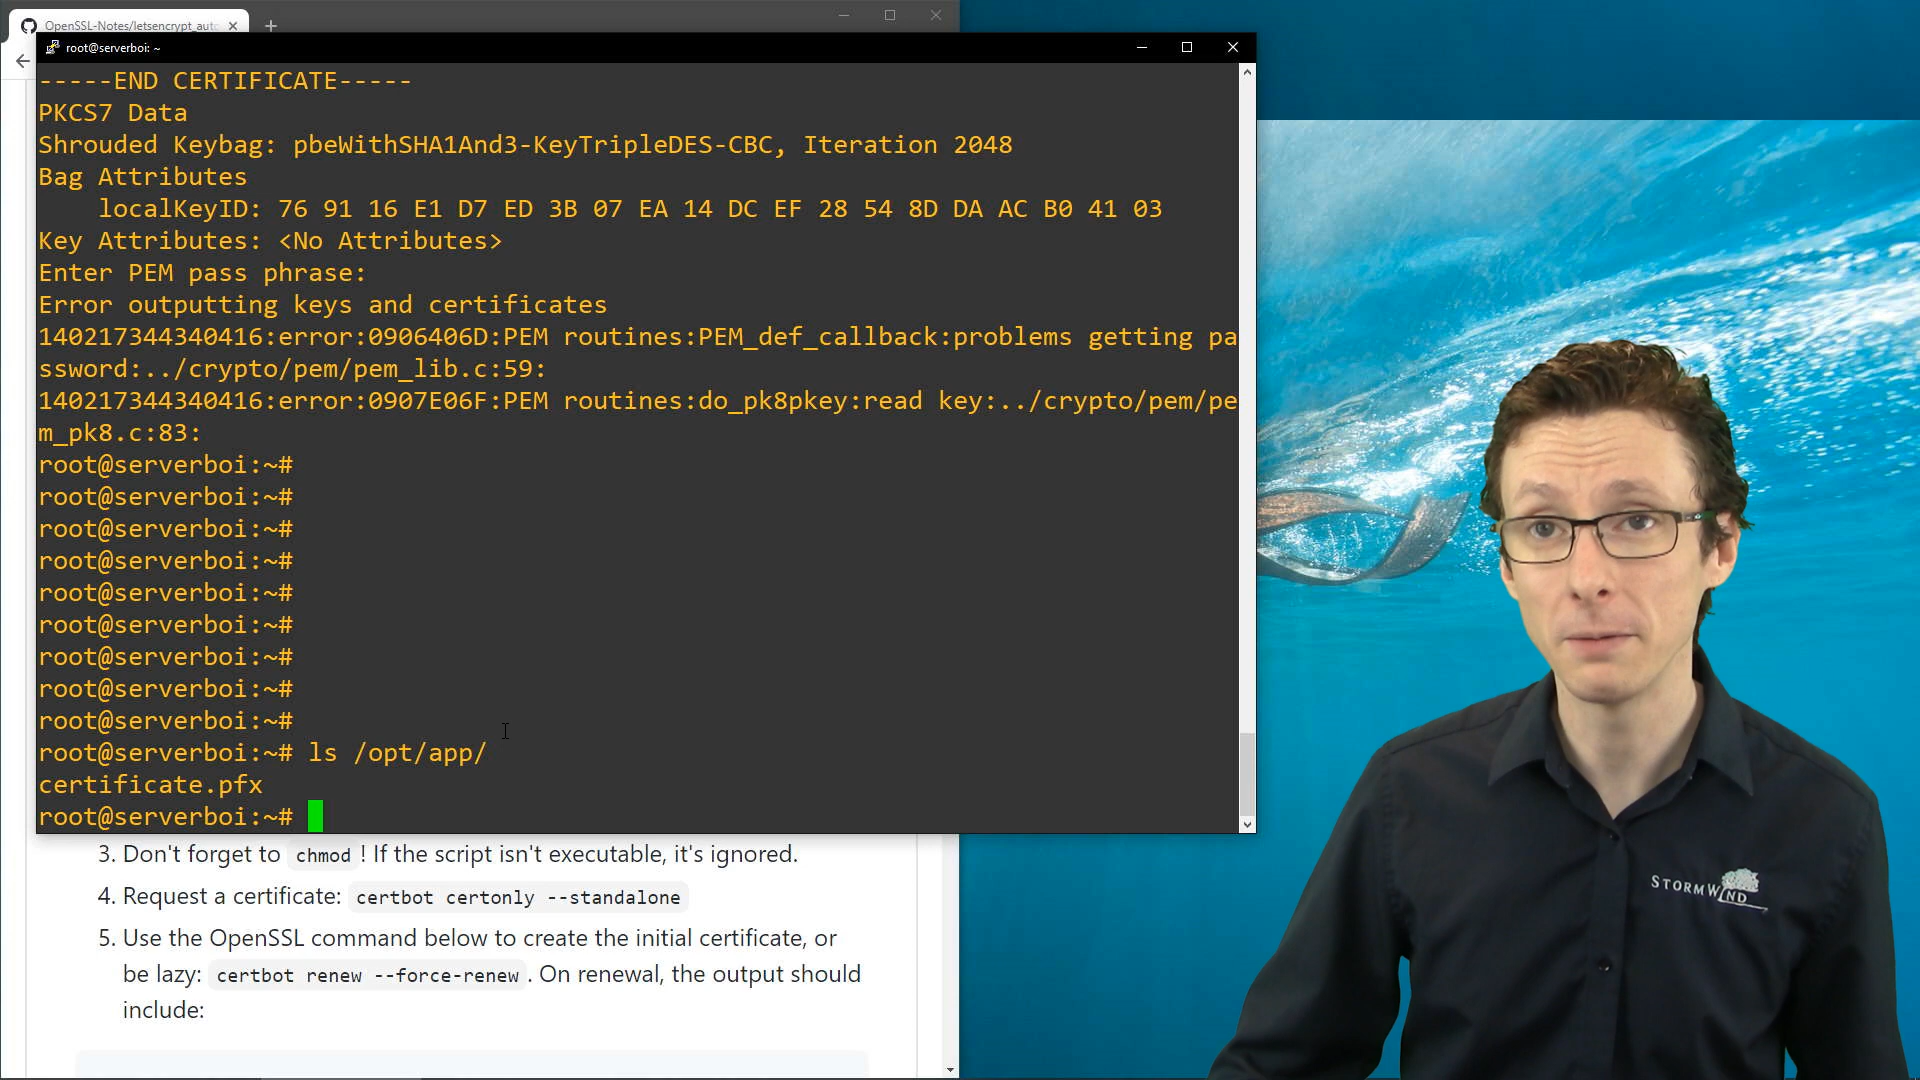 OpenSSL-Notes/letsencrypt_auto
root@serverboi: ~
-----END CERTIFICATE-----
PKCS7 Data
Shrouded Keybag: pbeWithSHA1And3-KeyTripleDES-CBC, Iteration 2048
Bag Attributes
    localKeyID: 76 91 16 E1 D7 ED 3B 07 EA 14 DC EF 28 54 8D DA AC B0 41 03
Key Attributes: <No Attributes>
Enter PEM pass phrase:
Error outputting keys and certificates
140217344340416:error:0906406D:PEM routines:PEM_def_callback:problems getting pa
ssword:../crypto/pem/pem_lib.c:59:
140217344340416:error:0907E06F:PEM routines:do_pk8pkey:read key:../crypto/pem/pe
m_pk8.c:83:
root@serverboi:~#
root@serverboi:~#
root@serverboi:~#
root@serverboi:~#
root@serverboi:~#
root@serverboi:~#
root@serverboi:~#
root@serverboi:~#
root@serverboi:~#
root@serverboi:~# ls /opt/app/
certificate.pfx
root@serverboi:~#
3. Don't forget to chmod ! If the script isn't executable, it's ignored.
4. Request a certificate: certbot certonly --standalone
5. Use the OpenSSL command below to create the initial certificate, or
be lazy: certbot renew --force-renew . On renewal, the output should
include:
STORMWIND